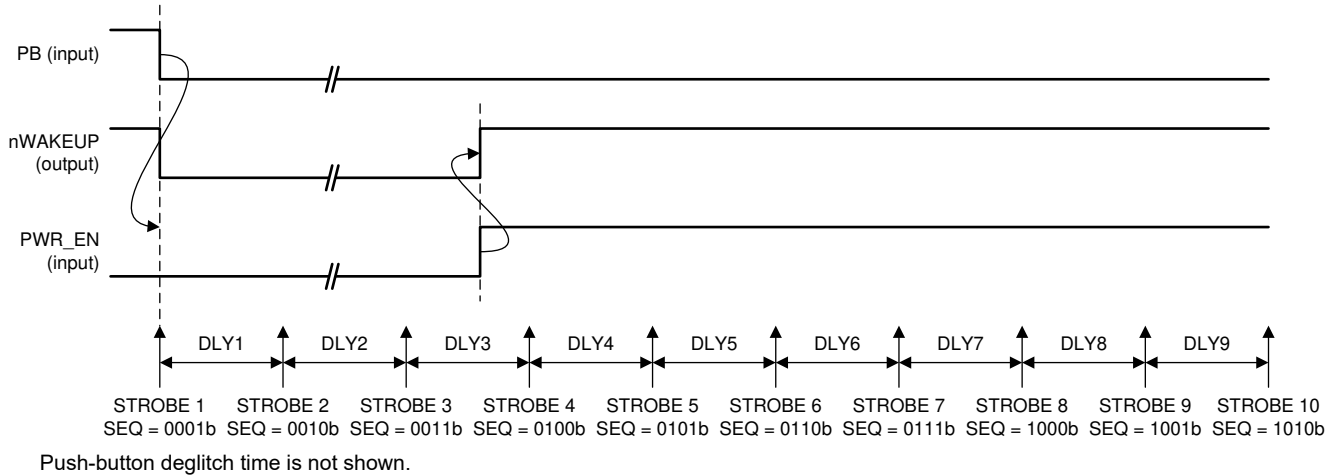 PB (input)
nWAKEUP
(output)
PWR_EN
(input)
DLY1 DLY2 DLY3 DLY4 DLY5 DLY6 DLY7 DLY8 DLY9
STROBE 1 STROBE 2 STROBE 3 STROBE 4 STROBE 5 STROBE 6 STROBE 7 STROBE 8 STROBE 9 STROBE 10
SEQ = 0001b SEQ = 0010b SEQ = 0011b SEQ = 0100b SEQ = 0101b SEQ = 0110b SEQ = 0111b SEQ = 1000b SEQ = 1001b SEQ = 1010b
Push-button deglitch time is not shown.